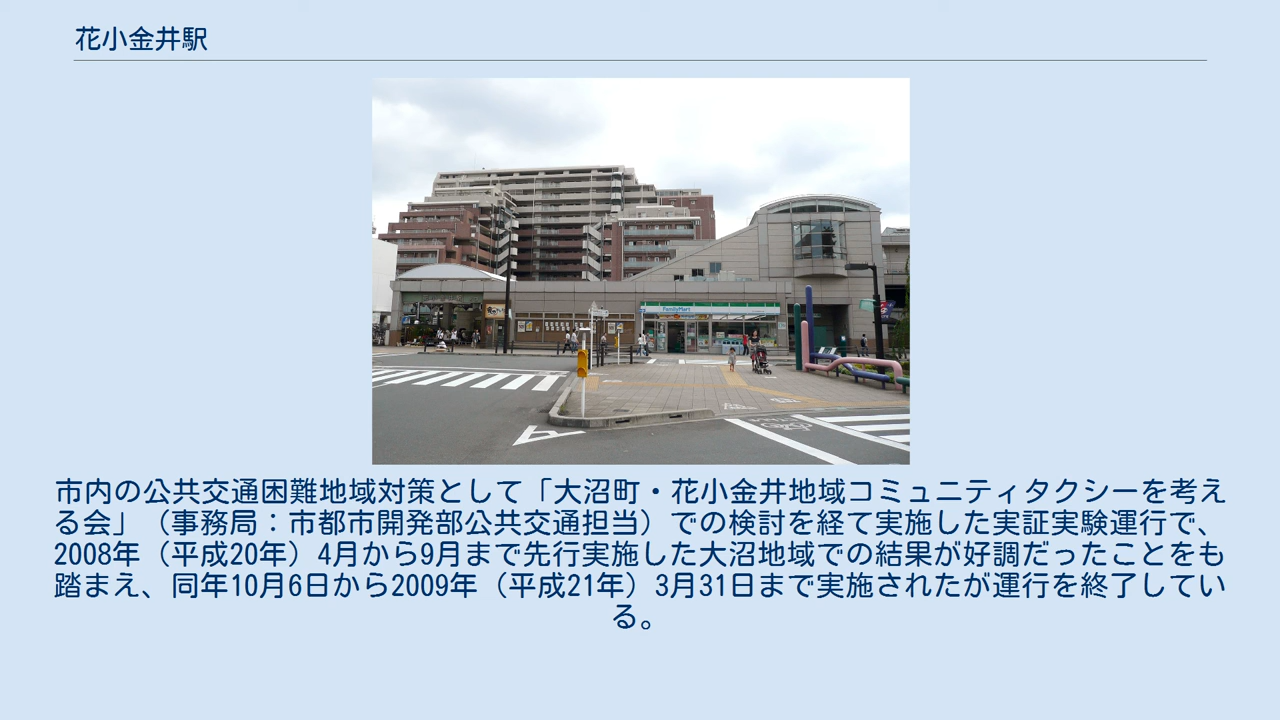 花小金井駅
FamilyMart
市内の公共交通困難地域対策として「大沼町・花小金井地域コミュニティタクシーを考え
る会」（事務局：市都市開発部公共交通担当）での検討を経て実施した実証実験運行で、
2008年（平成20年）4月から9月まで先行実施した大沼地域での結果が好調だったことをも
踏まえ、同年10月6日から2009年（平成21年）3月31日まで実施されたが運行を終了してい
る。